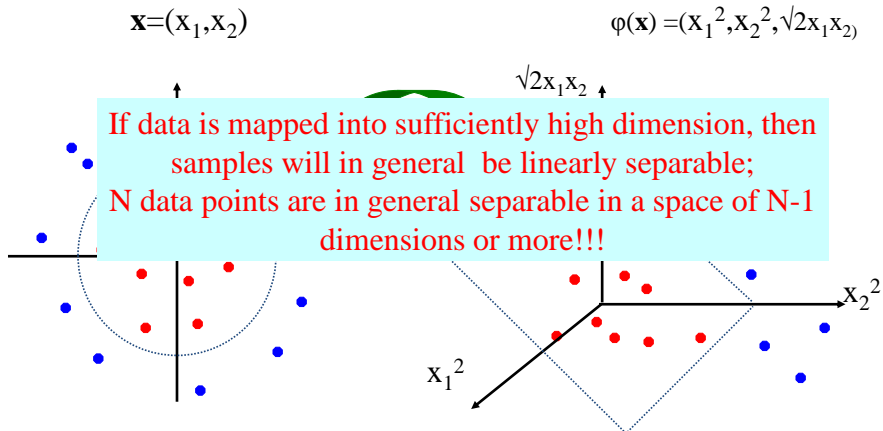 x=(x₁,x₂)
φ(x) =(x₁²,x₂²,√2x₁x₂)
√2x₁x₂
If data is mapped into sufficiently high dimension, then
samples will in general be linearly separable;
N data points are in general separable in a space of N-1
dimensions or more!!!
x₂²
x₁²